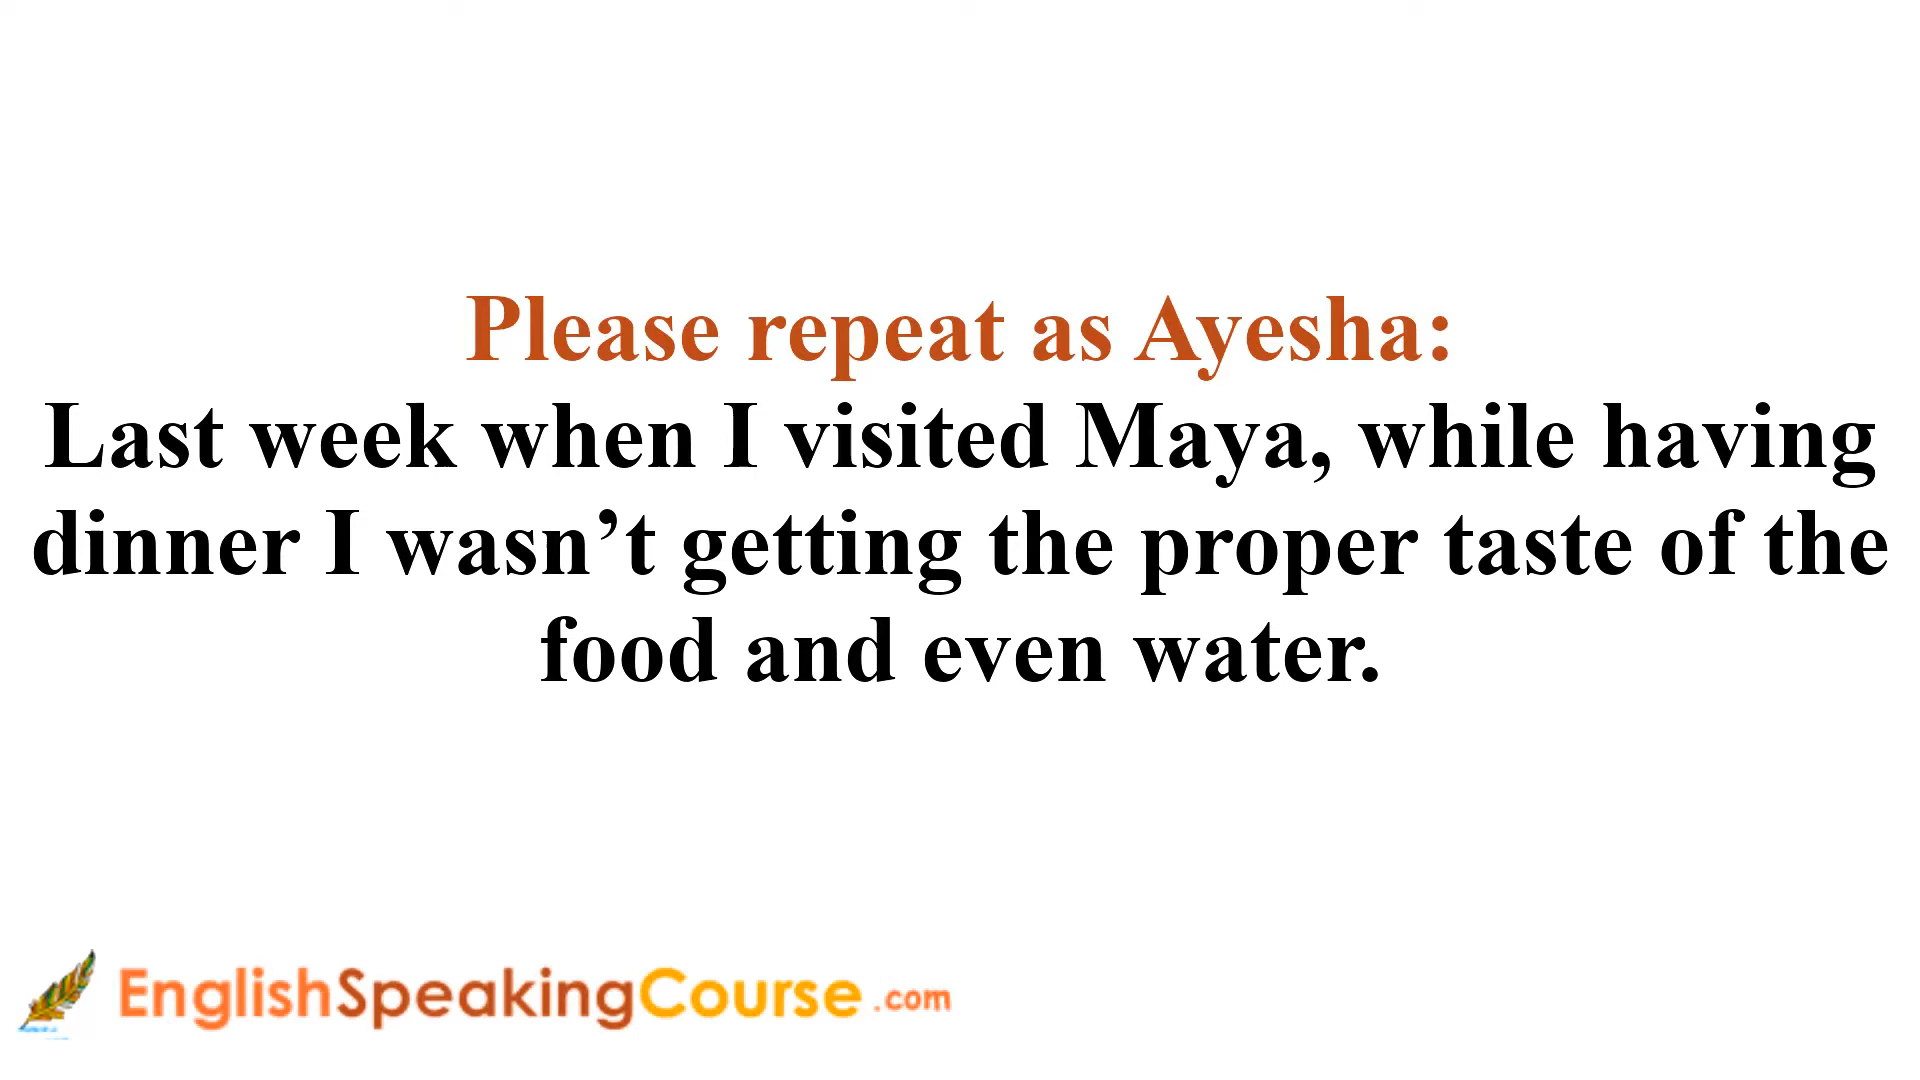 Please repeat as Ayesha:
Last week when I visited Maya, while having
dinner I wasn’t getting the proper taste of the
food and even water.
EnglishSpeakingCourse.com